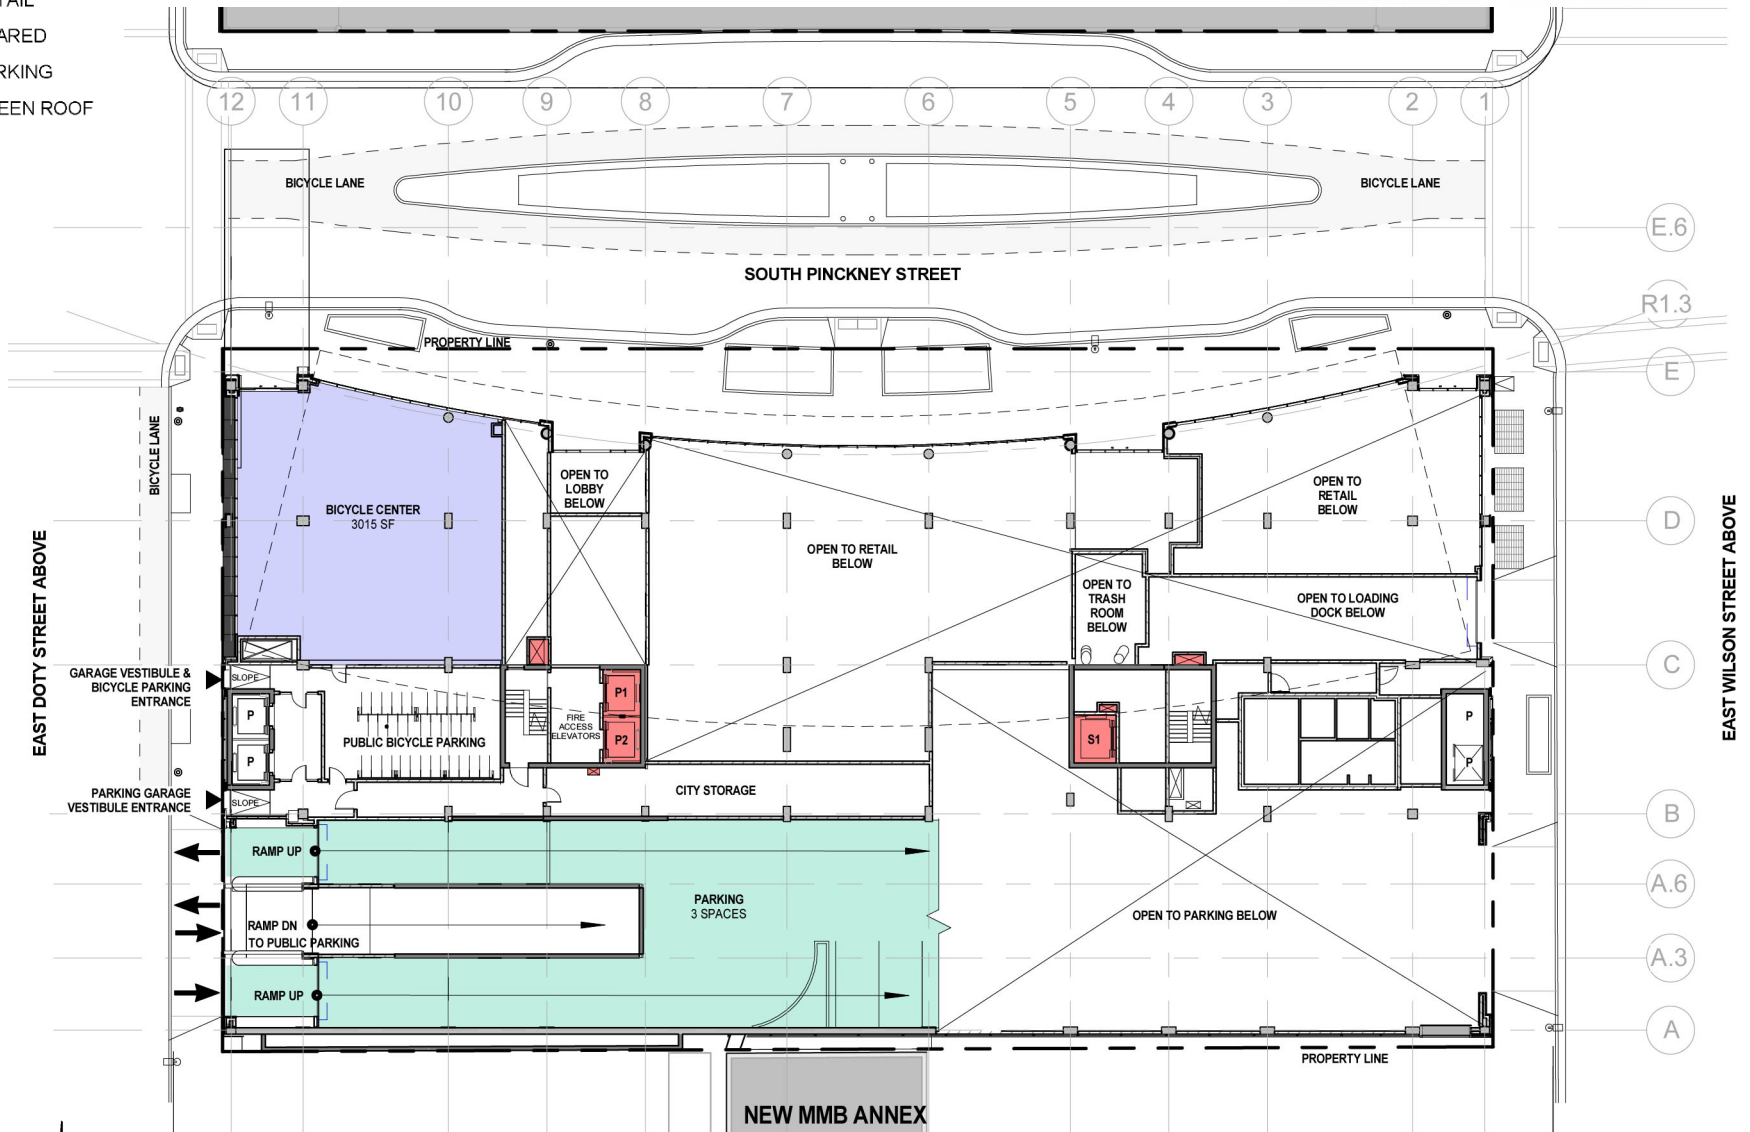 TAIL
ARED
RKING
EEN ROOF
12
11
10
9
8
7
6
5
4
3
2
1
BICYCLE LANE
BICYCLE LANE
E.6
SOUTH PINCKNEY STREET
R1.3
PROPERTY LINE
E
BICYCLE LANE
OPEN TO
LOBBY
BELOW
OPEN TO
RETAIL
BELOW
BICYCLE CENTER
3015 SF
D
OPEN TO RETAIL
BELOW
EAST DOTY STREET ABOVE
EAST WILSON STREET ABOVE
OPEN TO
TRASH
ROOM
BELOW
OPEN TO LOADING
DOCK BELOW
C
GARAGE VESTIBULE &
BICYCLE PARKING
ENTRANCE
SLOPE
P
P
PUBLIC BICYCLE PARKING
FIRE
ACCESS
ELEVATORS
P1
P2
S1
P
P
PARKING GARAGE
VESTIBULE ENTRANCE
SLOPE
CITY STORAGE
B
RAMP UP
A.6
PARKING
3 SPACES
OPEN TO PARKING BELOW
RAMP DN
TO PUBLIC PARKING
A.3
RAMP UP
A
PROPERTY LINE
NEW MMB ANNEX